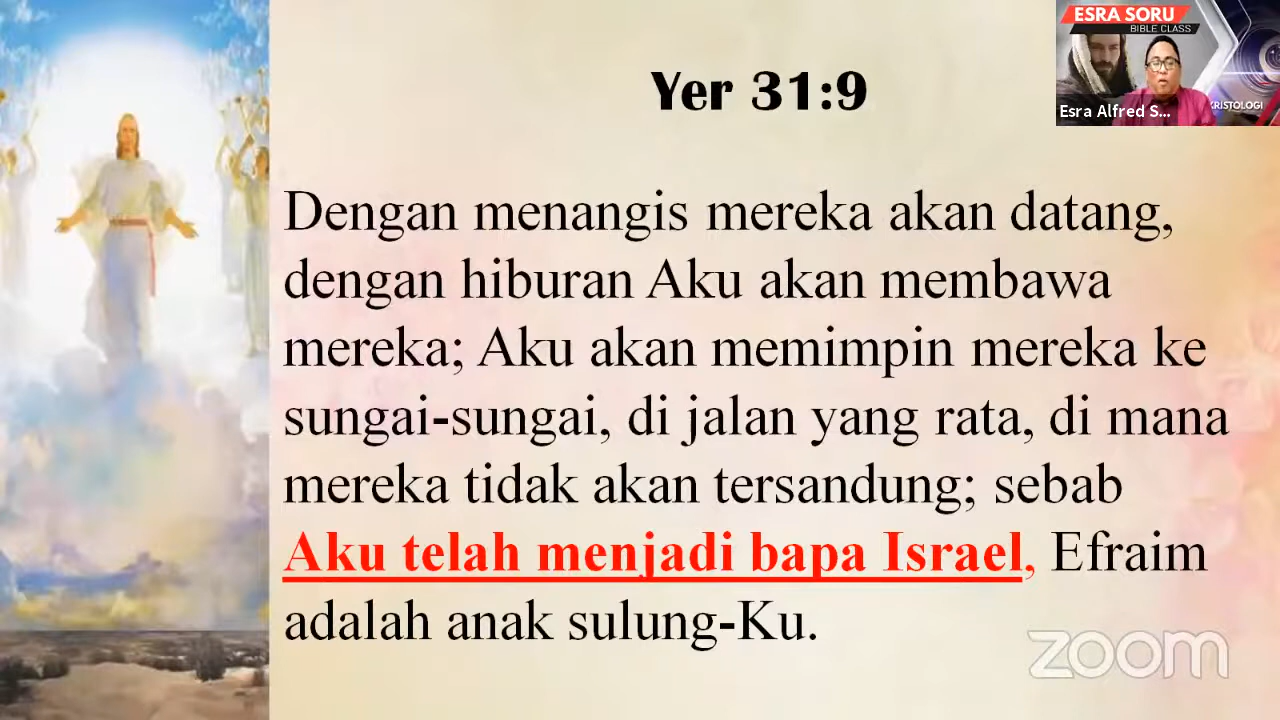 ESRA SORU
BIBLE CLASS
KRISTOLOGI
Esra Alfred S...
Yer 31:9
Dengan menangis mereka akan datang,
dengan hiburan Aku akan membawa
mereka; Aku akan memimpin mereka ke
sungai-sungai, di jalan yang rata, di mana
mereka tidak akan tersandung; sebab
Aku telah menjadi bapa Israel, Efraim
adalah anak sulung-Ku.
zoom